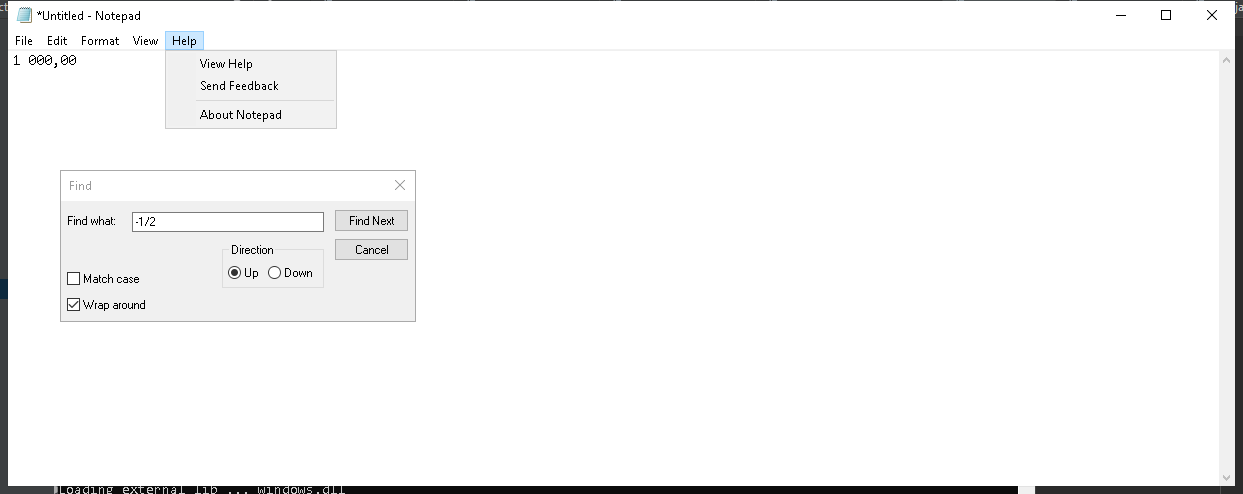 *Untitled - Notepad
File Edit Format View Help
1 000,00
View Help
Send Feedback
About Notepad
Find
Find what: -1/2 Find Next
Direction Cancel
Up Down
Match case
Wrap around
Loading external lib ... windows.dll